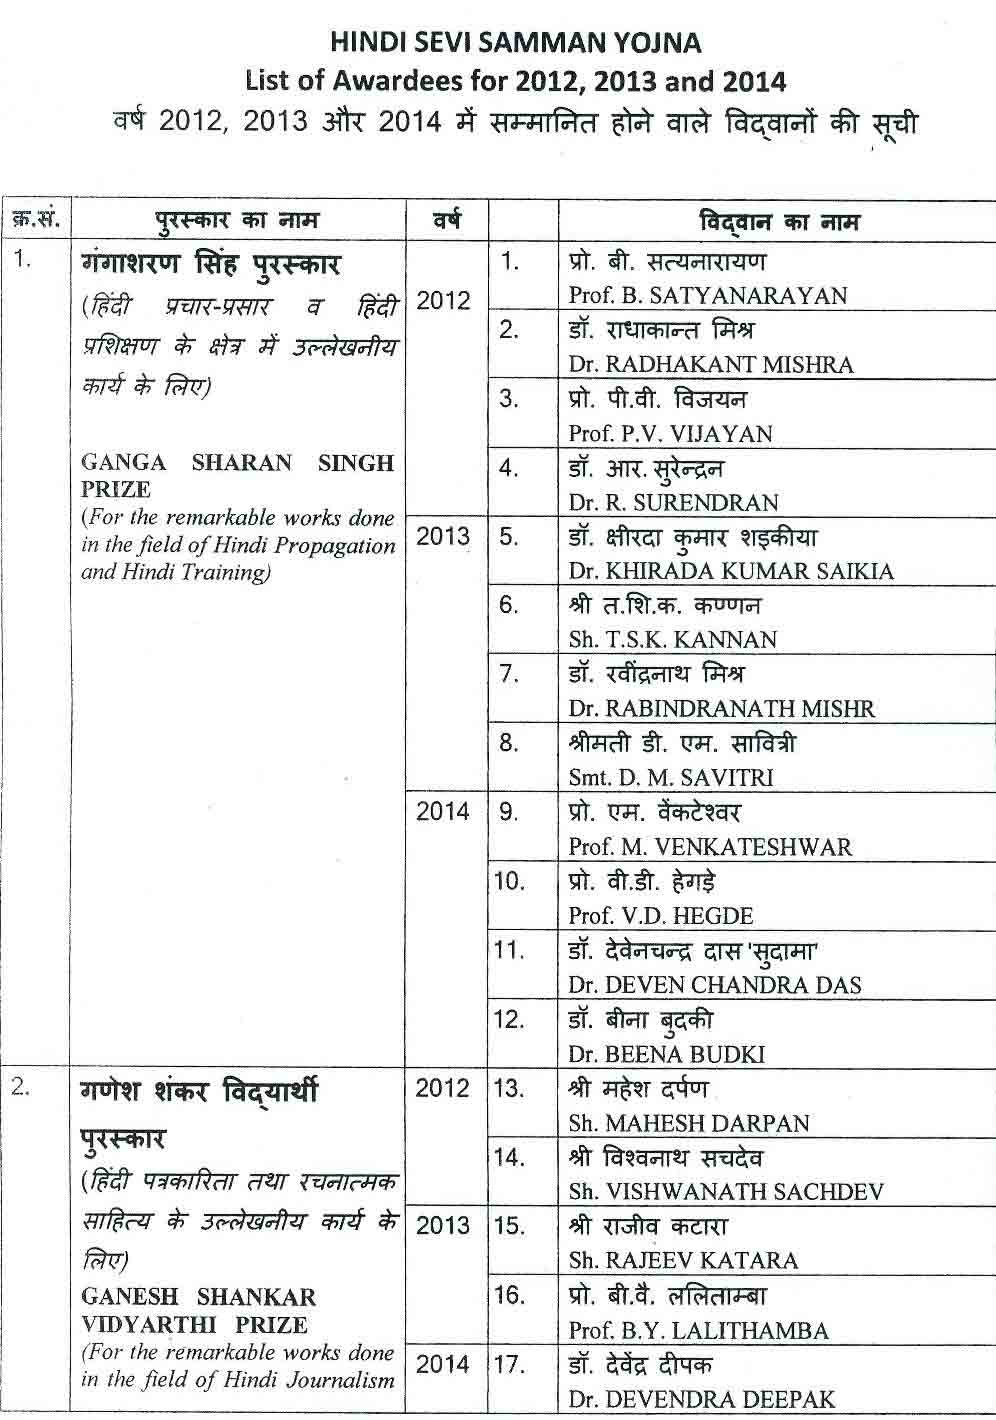 HINDI SEVI SAMMAN YOJNA
List of Awardees for 2012, 2013 and 2014
वर्ष 2012, 2013 और 2014 में सम्मानित होने वाले विद्‌वानों की सूची
क्र.सं. पुरस्कार का नाम वर्ष विद्‌वान का नाम
1.
गंगाशरण सिंह पुरस्कार
(हिंदी प्रचार-प्रसार व हिंदी
प्रशिक्षण के क्षेत्र में उल्लेखनीय
कार्य के लिए)
GANGA SHARAN SINGH
PRIZE
(For the remarkable works done
in the field of Hindi Propagation
and Hindi Training)
2012
1. प्रो. बी. सत्यनारायण
Prof. B. SATYANARAYAN
2. डॉ. राधाकान्त मिश्र
Dr. RADHAKANT MISHRA
3. प्रो. पी.वी. विजयन
Prof. P.V. VIJAYAN
4. डॉ. आर. सुरेन्द्रन
Dr. R. SURENDRAN
2013
5. डॉ. क्षीरदा कुमार शइकीया
Dr. KHIRADA KUMAR SAIKIA
6. श्री त.शि.क. कण्णन
Sh. T.S.K. KANNAN
7. डॉ. रवींद्रनाथ मिश्र
Dr. RABINDRANATH MISHR
8. श्रीमती डी. एम. सावित्री
Smt. D. M. SAVITRI
2014
9. प्रो. एम. वेंकटेश्वर
Prof. M. VENKATESHWAR
10. प्रो. वी.डी. हेगड़े
Prof. V.D. HEGDE
11. डॉ. देवेनचन्द्र दास 'सुदामा'
Dr. DEVEN CHANDRA DAS
12. डॉ. बीना बुदकी
Dr. BEENA BUDKI
2.
गणेश शंकर विद्‌यार्थी
पुरस्कार
(हिंदी पत्रकारिता तथा रचनात्मक
साहित्य के उल्लेखनीय कार्य के
लिए)
GANESH SHANKAR
VIDYARTHI PRIZE
(For the remarkable works done
in the field of Hindi Journalism
2012
13. श्री महेश दर्पण
Sh. MAHESH DARPAN
14. श्री विश्वनाथ सचदेव
Sh. VISHWANATH SACHDEV
2013
15. श्री राजीव कटारा
Sh. RAJEEV KATARA
16. प्रो. बी.वै. ललिताम्बा
Prof. B.Y. LALITHAMBA
2014
17. डॉ. देवेंद्र दीपक
Dr. DEVENDRA DEEPAK